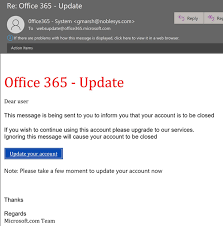 Re: Office 365 - Update
Office365 - System <gmarsh@noblesys.com>
Reply
To: websupdate@office365.microsoft.com
If there are problems with how this message is displayed, click here to view it in a web browser.
Action Items
Office 365 - Update
Dear user
This message is being sent to you to inform you that your account is to be closed
If you wish to continue using this account please upgrade to our services.
Ignoring this message will cause your account to be closed
Update your account
Note: Please take a few moment to update your account now
Thanks
Regards
Microsoft.com Team